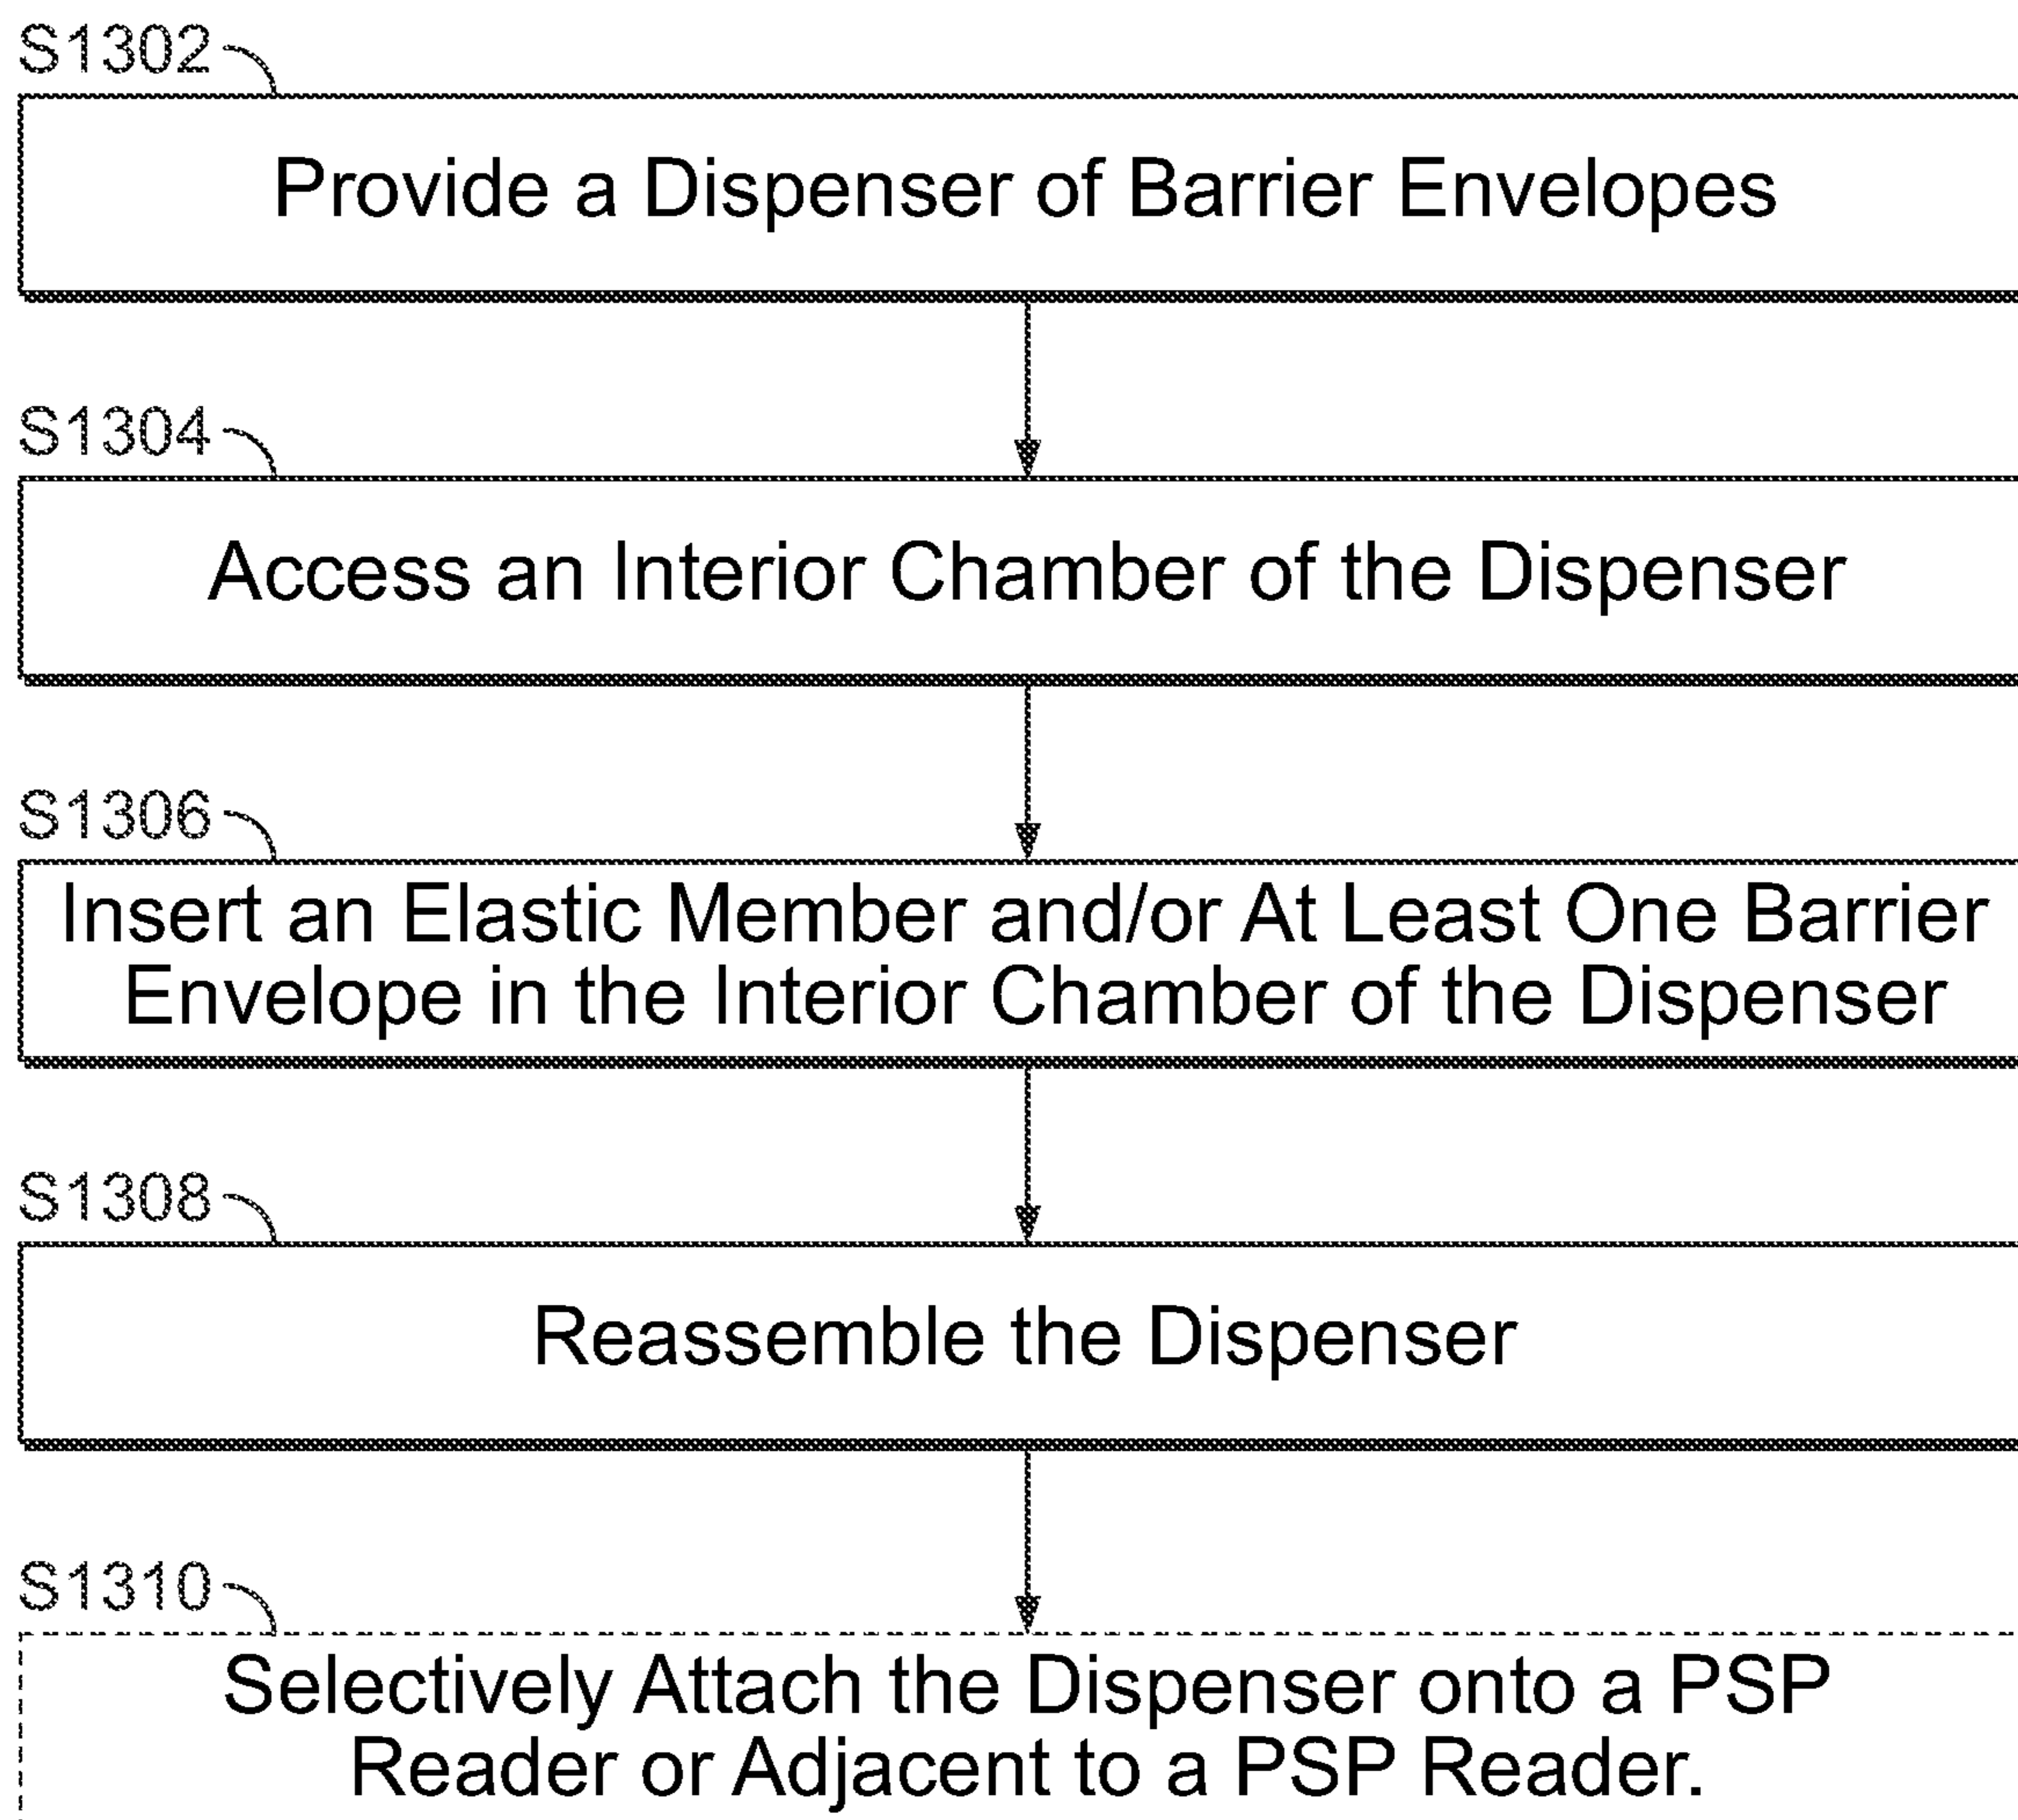 S1302
Provide a Dispenser of Barrier Envelopes
S1304
Access an Interior Chamber of the Dispenser
S1306
Insert an Elastic Member and/or At Least One Barrier
Envelope in the Interior Chamber of the Dispenser
S1308
Reassemble the Dispenser
S1310
Selectively Attach the Dispenser onto a PSP
Reader or Adjacent to a PSP Reader.